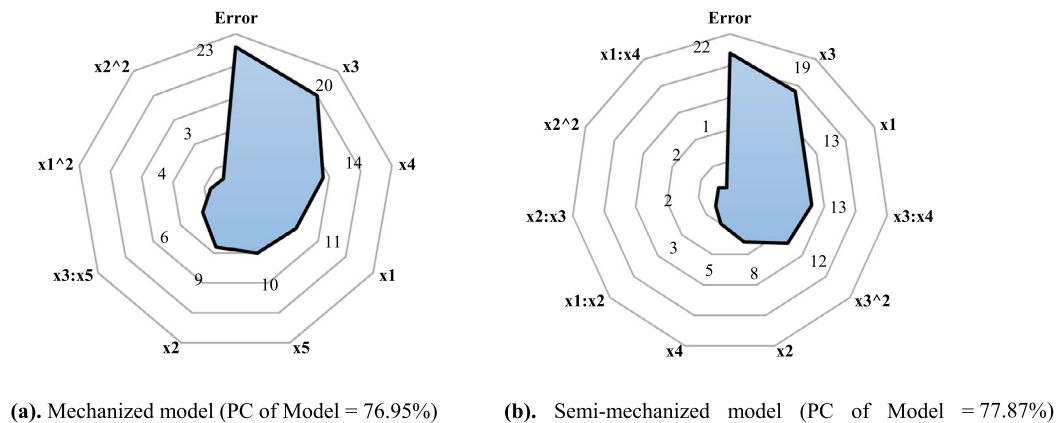 Error
23
x2^2
x3
20
3
x1^2
4
14
x4
6
11
x3:x5
9
10
x1
x2
x5
Error
22
x1:x4
x3
19
1
x2^2
2
13
x1
x2:x3
2
13
x3:x4
3
12
x1:x2
5
8
x3^2
x4
x2
(a). Mechanized model (PC of Model = 76.95%)
(b). Semi-mechanized model (PC of Model = 77.87%)